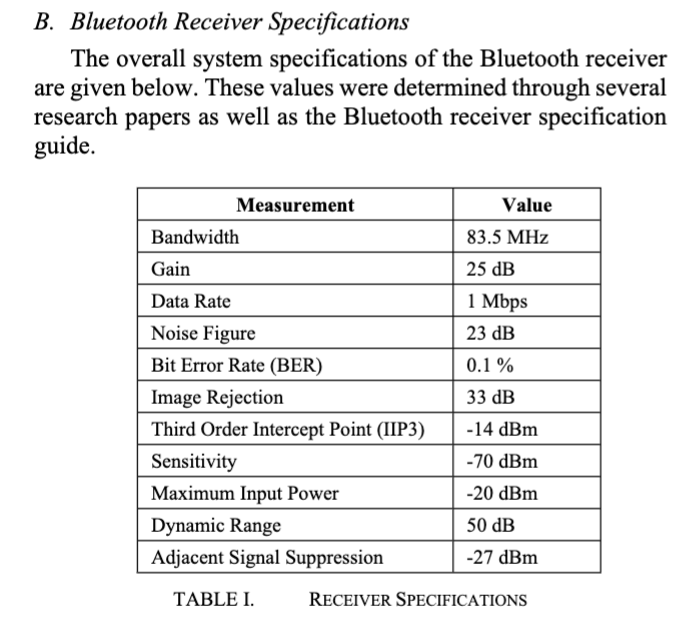 B. Bluetooth Receiver Specifications
The overall system specifications of the Bluetooth receiver
are given below. These values were determined through several
research papers as well as the Bluetooth receiver specification
guide.
Measurement Value
Bandwidth 83.5 MHz
Gain 25 dB
Data Rate 1 Mbps
Noise Figure 23 dB
Bit Error Rate (BER) 0.1 %
Image Rejection 33 dB
Third Order Intercept Point (IIP3) -14 dBm
Sensitivity -70 dBm
Maximum Input Power -20 dBm
Dynamic Range 50 dB
Adjacent Signal Suppression -27 dBm
TABLE I. RECEIVER SPECIFICATIONS